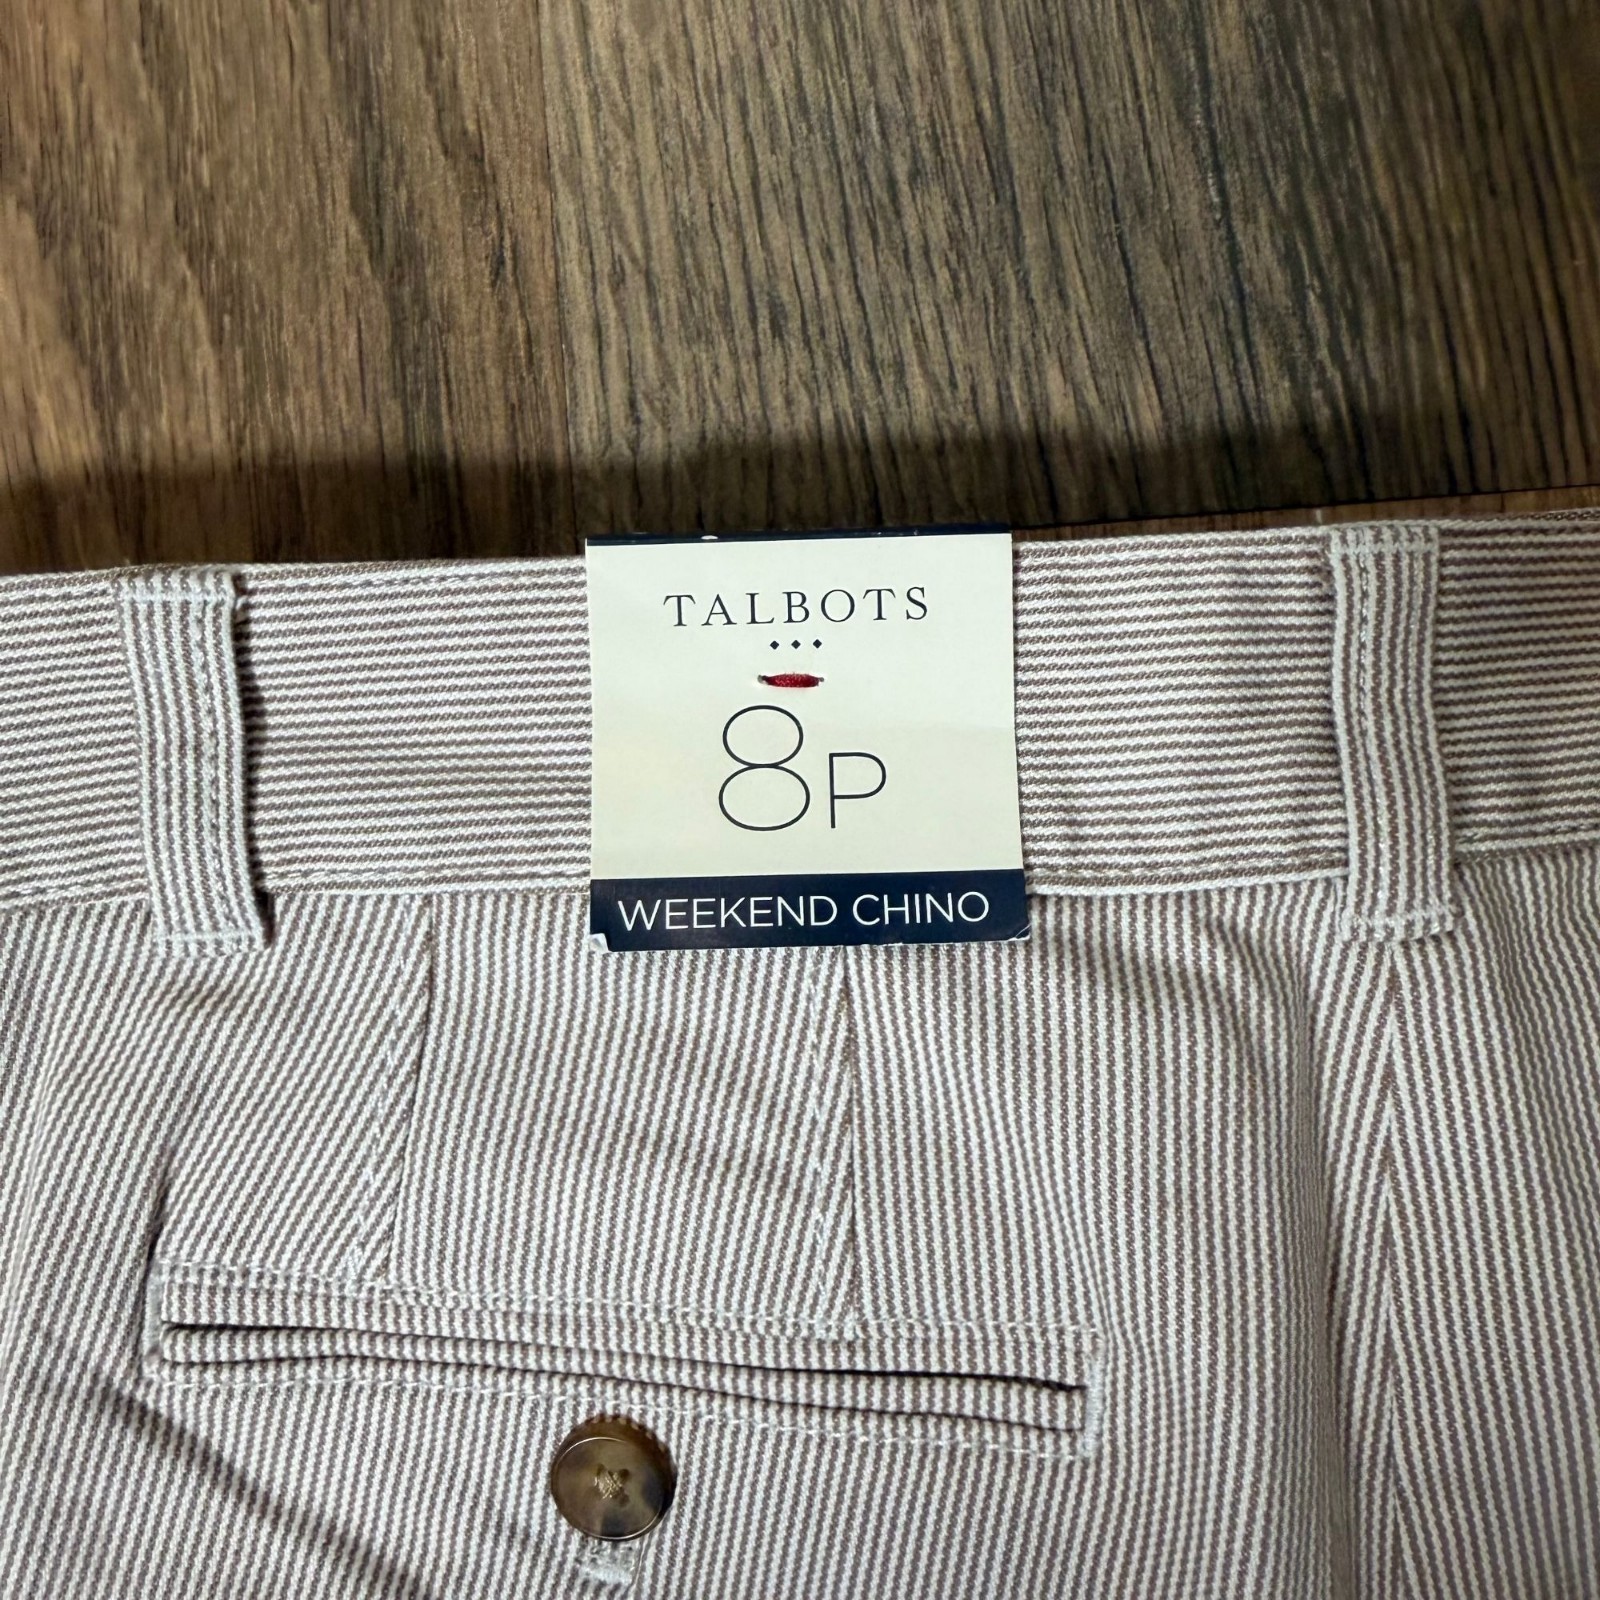 TALBOTS
8P
WEEKEND CHINO